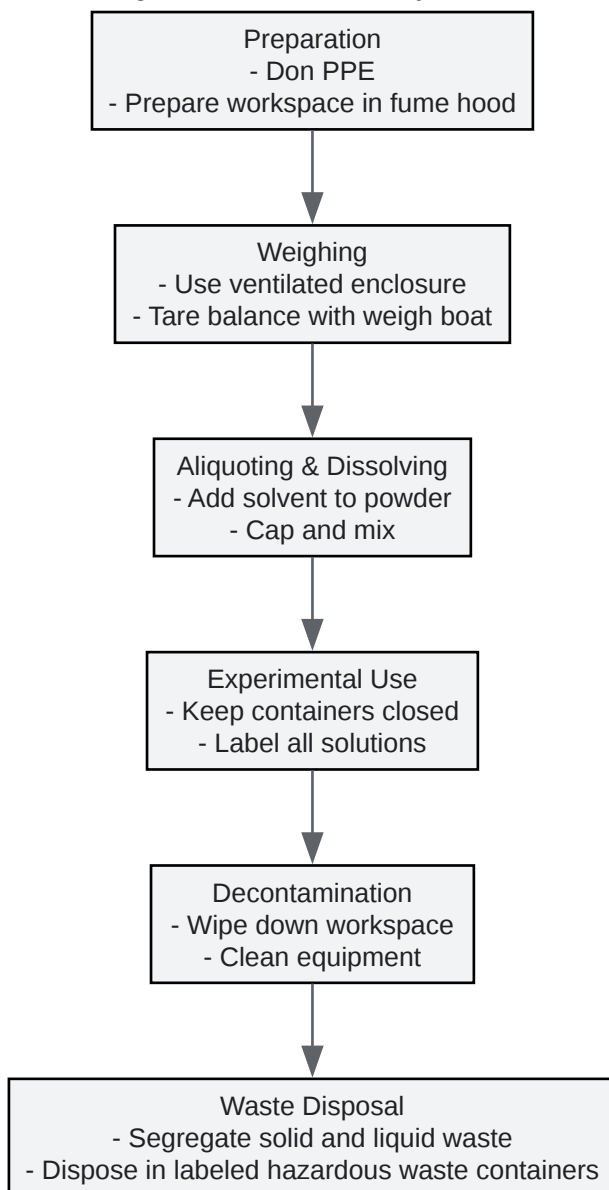 Preparation
- Don PPE
- Prepare workspace in fume hood
Weighing
- Use ventilated enclosure
- Tare balance with weigh boat
Aliquoting & Dissolving
- Add solvent to powder
- Cap and mix
Experimental Use
- Keep containers closed
- Label all solutions
Decontamination
- Wipe down workspace
- Clean equipment
Waste Disposal
- Segregate solid and liquid waste
- Dispose in labeled hazardous waste containers